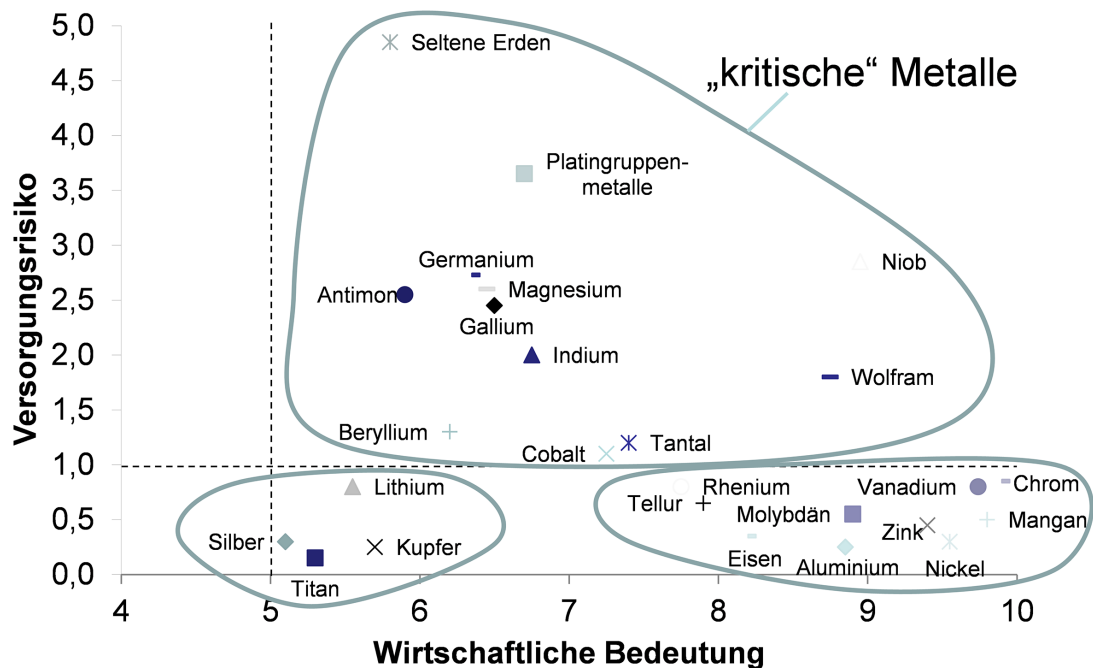 5,0
Seltene Erden
4,5
„kritische“ Metalle
4,0
Platingruppen-
metalle
3,5
3,0
Germanium
Niob
Antimon
Magnesium
2,5
Gallium
2,0
Indium
Wolfram
1,5
Beryllium
Tantal
Cobalt
1,0
Lithium
Rhenium
Vanadium
Chrom
Tellur
Molybdän
0,5
Silber
Kupfer
Zink
Mangan
Eisen
Aluminium
Nickel
0,0
Titan
4
5
6
7
8
9
10
Versorgungsrisiko
Wirtschaftliche Bedeutung